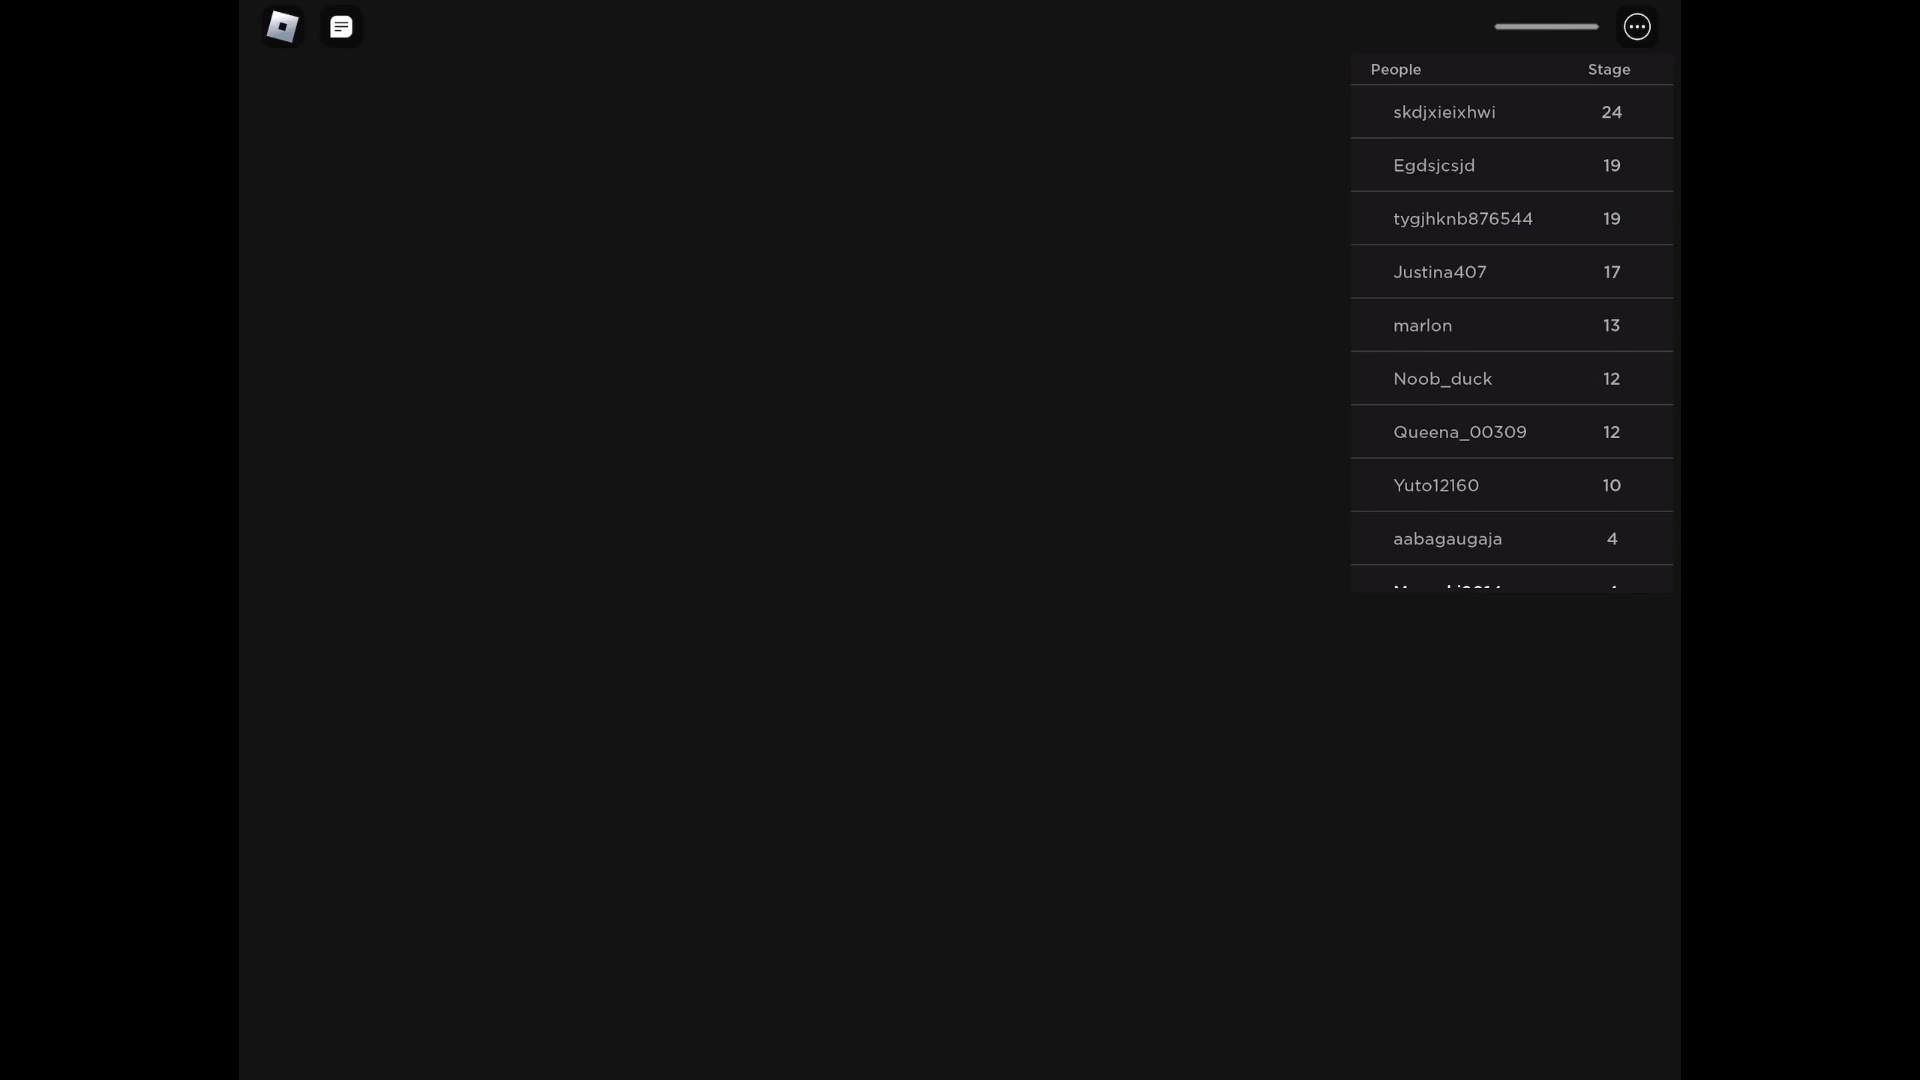 People Stage
skdjxieixhwi 24
Egdsjcsjd 19
tygjhknb876544 19
Justina407 17
marlon 13
Noob_duck 12
Queena_00309 12
Yuto12160 10
aabagaugaja 4